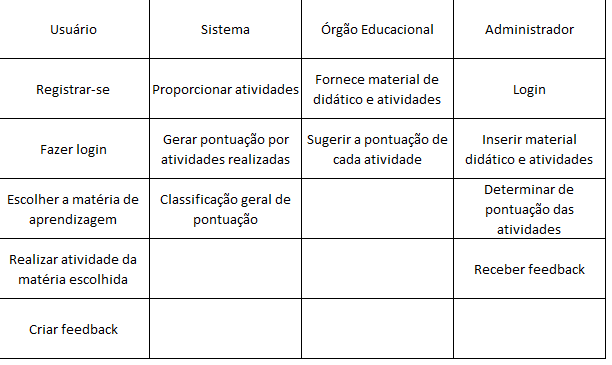 Usuário
Sistema
Órgão Educacional
Administrador
Registrar-se
Proporcionar atividades
Fornece material de
didático e atividades
Login
Fazer login
Gerar pontuação por
atividades realizadas
Sugerir a pontuação de
cada atividade
Inserir material
didático e atividades
Escolher a matéria de
aprendizagem
Classificação geral de
pontuação
Determinar de
pontuação das
atividades
Realizar atividade da
matéria escolhida
Receber feedback
Criar feedback